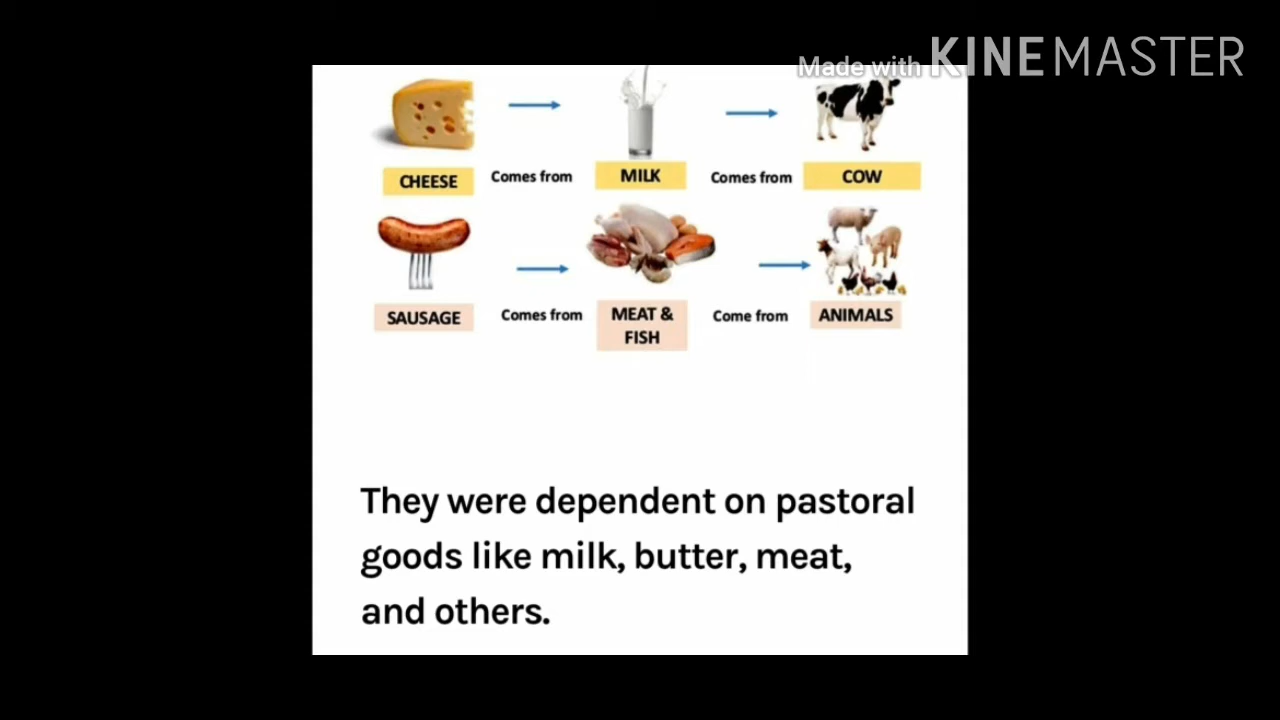 Made with KINEMASTER
CHEESE Comes from MILK Comes from COW
SAUSAGE Comes from MEAT & FISH Come from ANIMALS
They were dependent on pastoral
goods like milk, butter, meat,
and others.